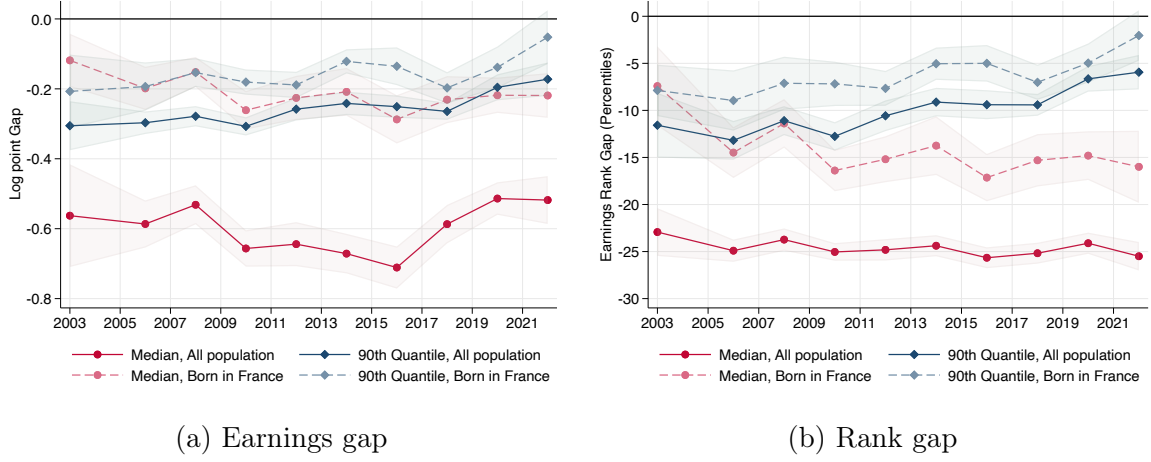 0.0
-0.2
-0.4
-0.6
-0.8
Log point Gap
2003 2005 2007 2009 2011 2013 2015 2017 2019 2021
Median, All population
90th Quantile, All population
Median, Born in France
90th Quantile, Born in France
(a) Earnings gap
0
-5
-10
-15
-20
-25
-30
Earnings Rank Gap (Percentiles)
2003 2005 2007 2009 2011 2013 2015 2017 2019 2021
Median, All population
90th Quantile, All population
Median, Born in France
90th Quantile, Born in France
(b) Rank gap